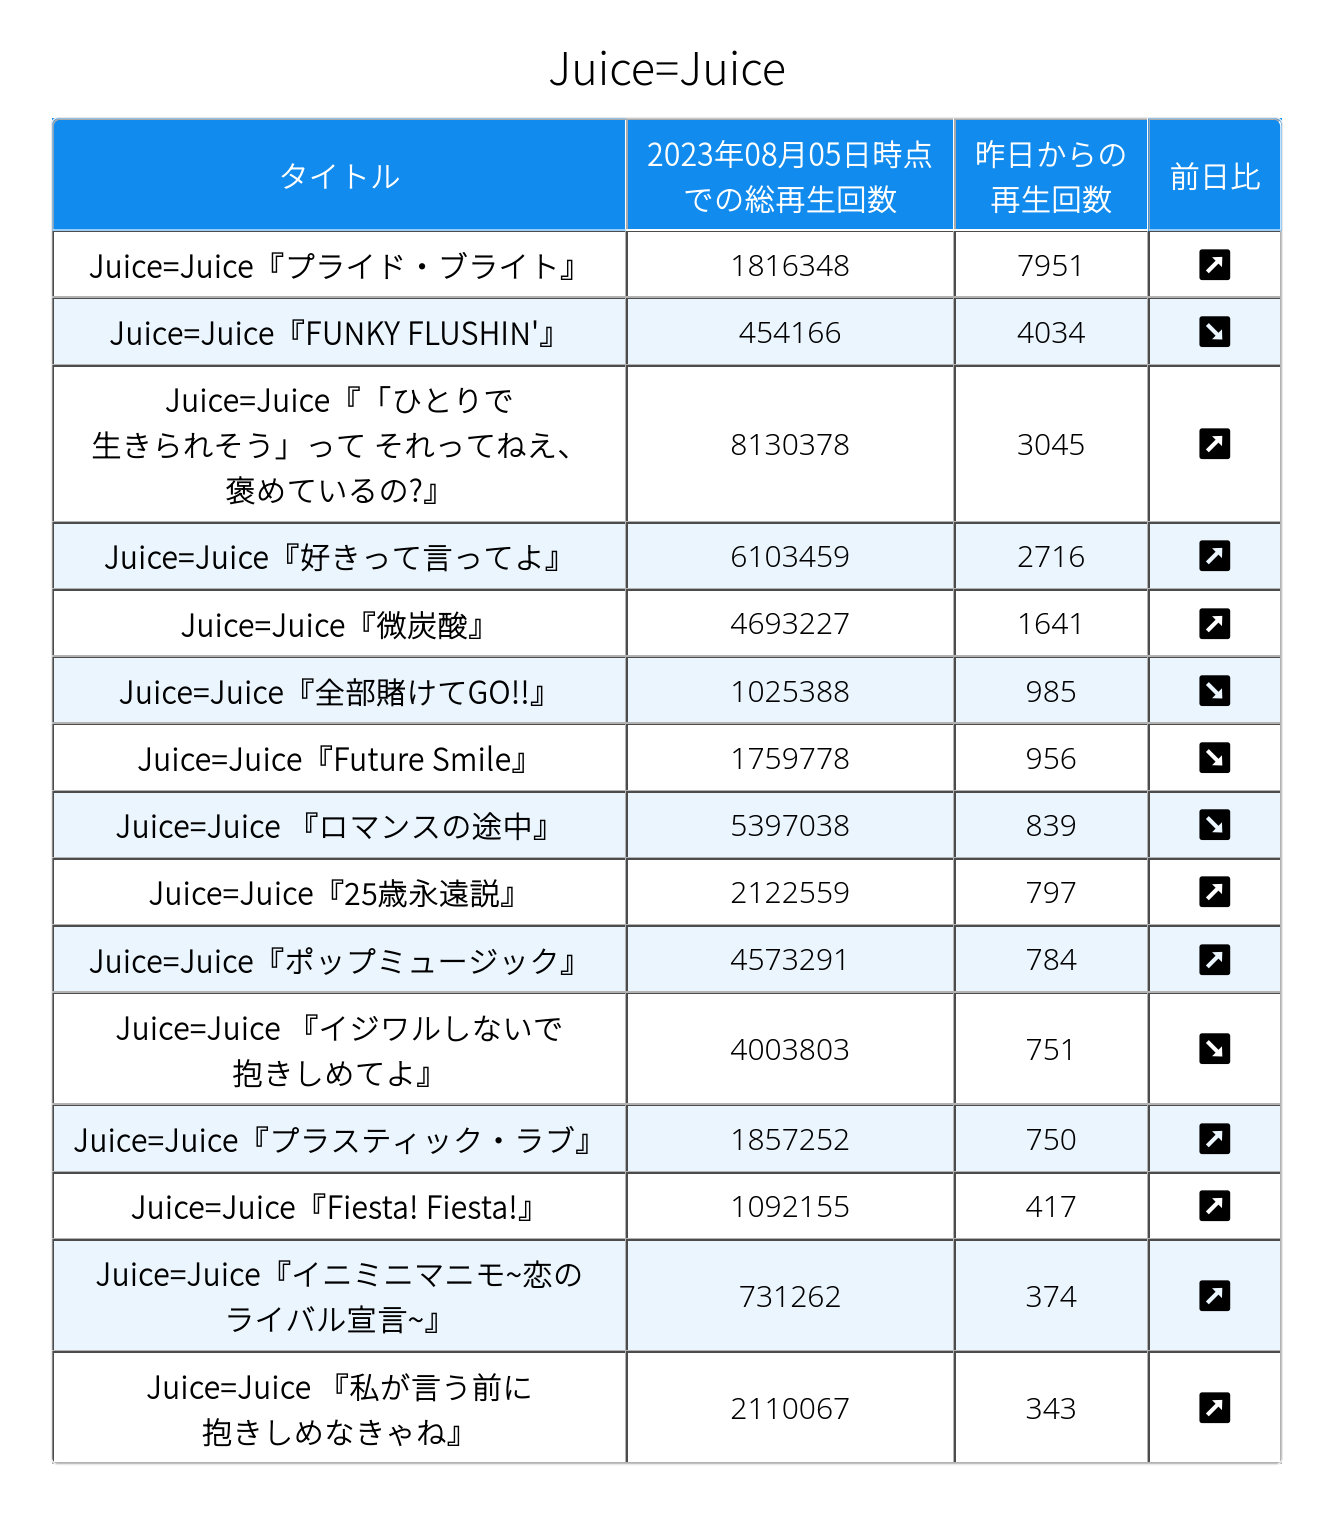 Juice=Juice
タイトル
2023年08月05日時点
での総再生回数
昨日からの
再生回数
前日比
Juice=Juice『プライド・ブライト』
1816348
7951
Juice=Juice『FUNKY FLUSHIN'』
454166
4034
Juice=Juice『「ひとりで
生きられそう」って それってねえ、
褒めているの?』
8130378
3045
Juice=Juice『好きって言ってよ』
6103459
2716
Juice=Juice『微炭酸』
4693227
1641
Juice=Juice『全部賭けてGO!!』
1025388
985
Juice=Juice『Future Smile』
1759778
956
Juice=Juice 『ロマンスの途中』
5397038
839
Juice=Juice『25歳永遠説』
2122559
797
Juice=Juice『ポップミュージック』
4573291
784
Juice=Juice 『イジワルしないで
抱きしめてよ』
4003803
751
Juice=Juice『プラスティック・ラブ』
1857252
750
Juice=Juice『Fiesta! Fiesta!』
1092155
417
Juice=Juice『イニミニマニモ~恋の
ライバル宣言~』
731262
374
Juice=Juice 『私が言う前に
抱きしめなきゃね』
2110067
343